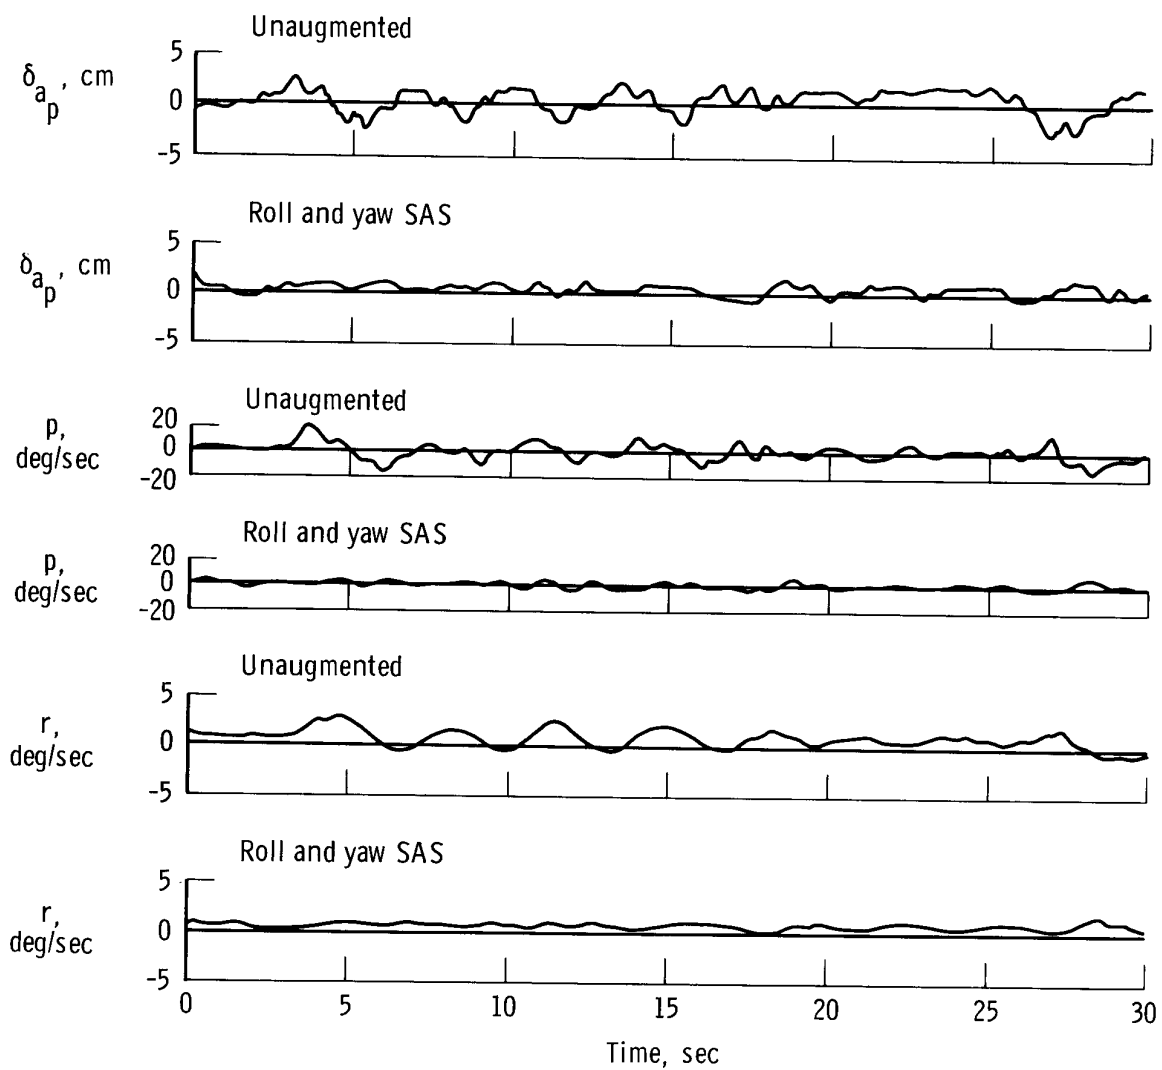 Unaugmented
5
δap, cm
0
-5
Roll and yaw SAS
5
δap, cm
0
-5
Unaugmented
20
p,
0
deg/sec
-20
Roll and yaw SAS
20
p,
0
deg/sec
-20
Unaugmented
5
r,
0
deg/sec
-5
Roll and yaw SAS
5
r,
0
deg/sec
-5
0 5 10 15 20 25 30
Time, sec